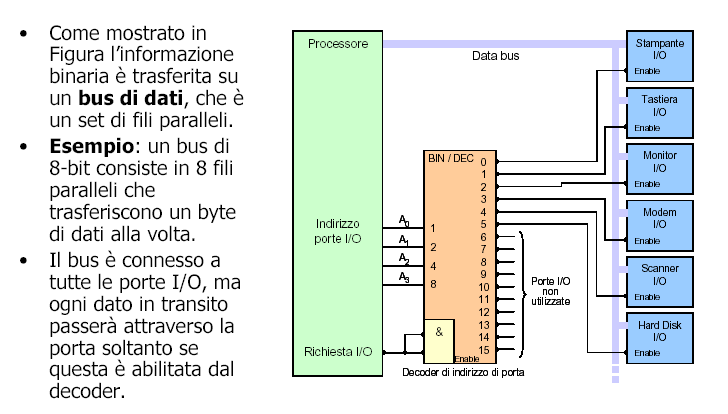 • Come mostrato in
Figura l'informazione
binaria è trasferita su
un bus di dati, che è
un set di fili paralleli.
• Esempio: un bus di
8-bit consiste in 8 fili
paralleli che
trasferiscono un byte
di dati alla volta.
• Il bus è connesso a
tutte le porte I/O, ma
ogni dato in transito
passerà attraverso la
porta soltanto se
questa è abilitata dal
decoder.
Processore
Data bus
Indirizzo
porte I/O
Richiesta I/O
A0
A1
A2
A3
BIN / DEC
1
2
4
8
&
Enable
0
1
2
3
4
5
6
7
8
9
10
11
12
13
14
15
Decoder di indirizzo di porta
Porte I/O
non
utilizzate
Stampante
I/O
Enable
Tastiera
I/O
Enable
Monitor
I/O
Enable
Modem
I/O
Enable
Scanner
I/O
Enable
Hard Disk
I/O
Enable